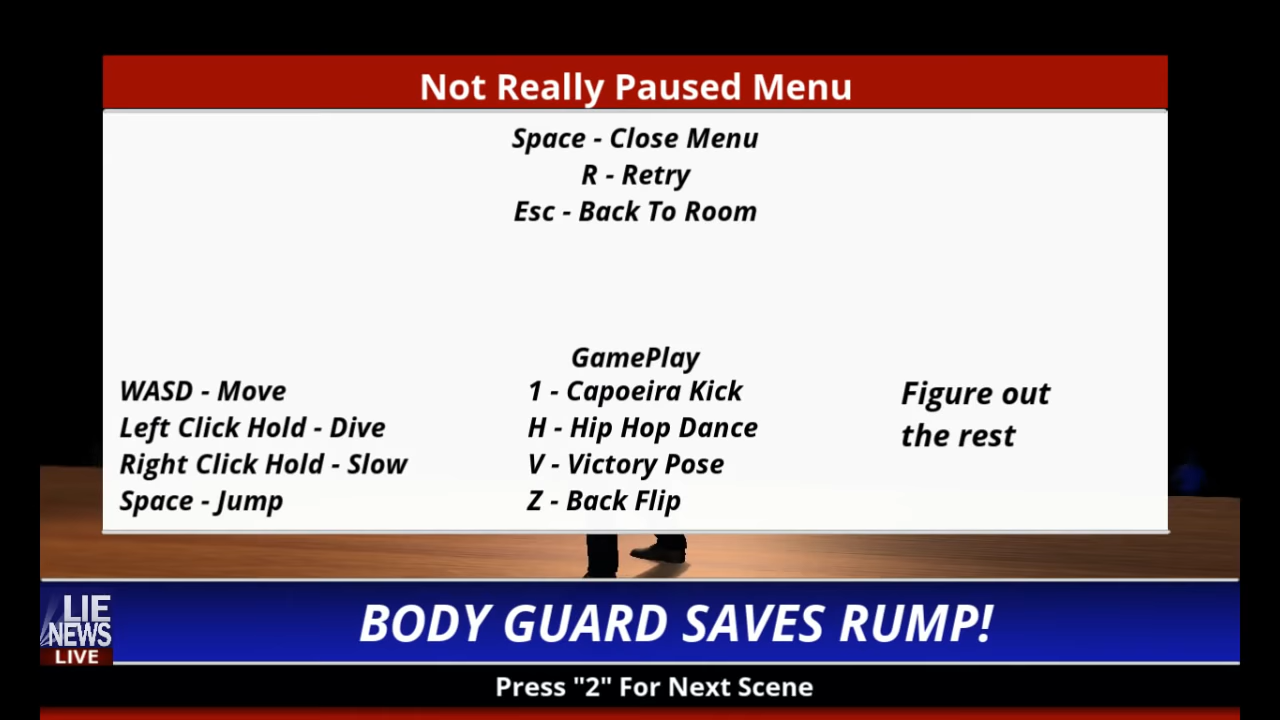 Not Really Paused Menu
Space - Close Menu
R - Retry
Esc - Back To Room
GamePlay
WASD - Move
Left Click Hold - Dive
Right Click Hold - Slow
Space - Jump
1 - Capoeira Kick
H - Hip Hop Dance
V - Victory Pose
Z - Back Flip
Figure out
the rest
LIE
NEWS
LIVE
BODY GUARD SAVES RUMP!
Press "2" For Next Scene